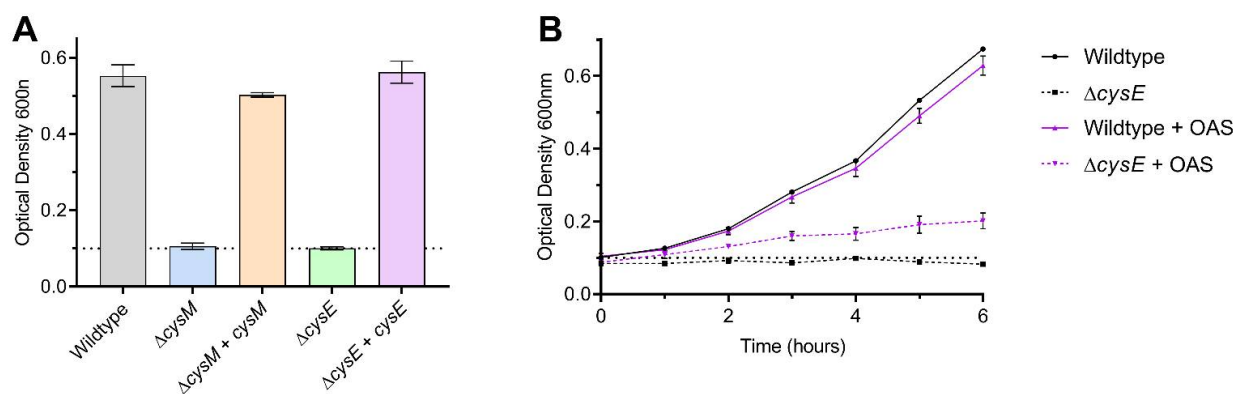 A
Optical Density 600n
0.6
0.4
0.2
0.0
Wildtype
ΔcysM
ΔcysM + cysM
ΔcysE
ΔcysE + cysE
B
Optical Density 600nm
0.6
0.4
0.2
0.0
0
2
4
6
Time (hours)
Wildtype
ΔcysE
Wildtype + OAS
ΔcysE + OAS